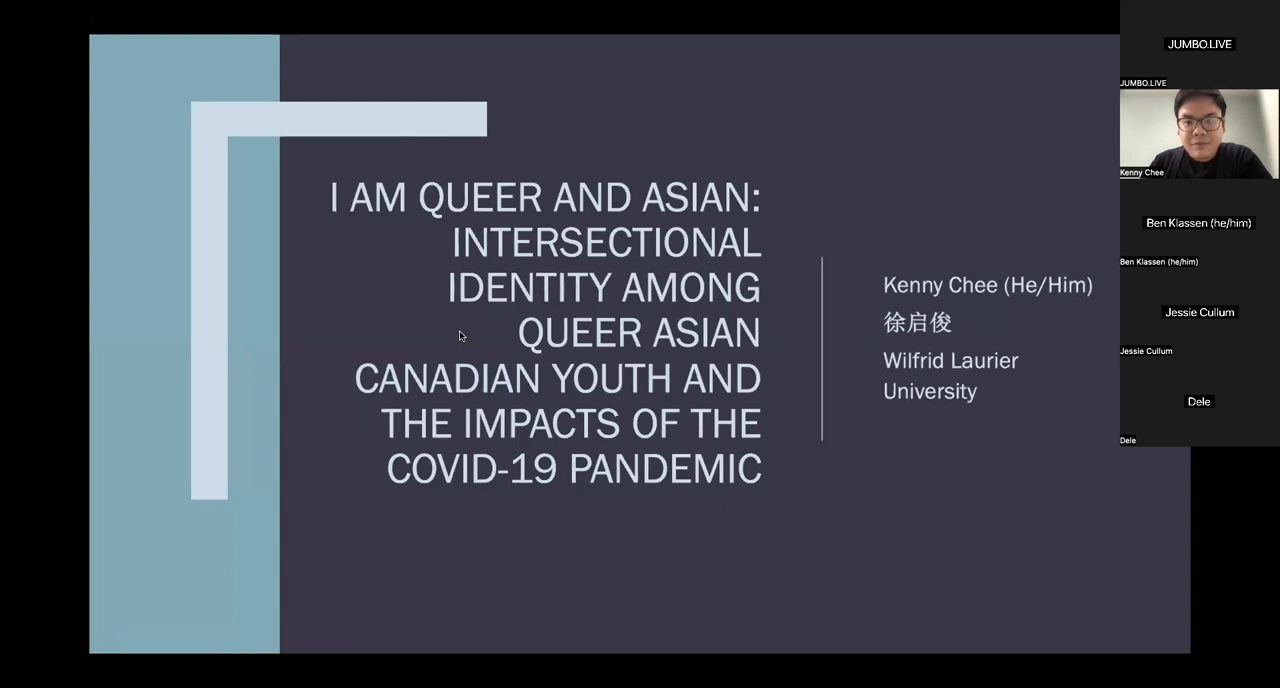 I AM QUEER AND ASIAN:
INTERSECTIONAL
IDENTITY AMONG
QUEER ASIAN
CANADIAN YOUTH AND
THE IMPACTS OF THE
COVID-19 PANDEMIC
Kenny Chee (He/Him)
徐启俊
Wilfrid Laurier
University
JUMBO.LIVE
JUMBO.LIVE
Kenny Chee
Ben Klassen (he/him)
Ben Klassen (he/him)
Jessie Cullum
Jessie Cullum
Dele
Dele